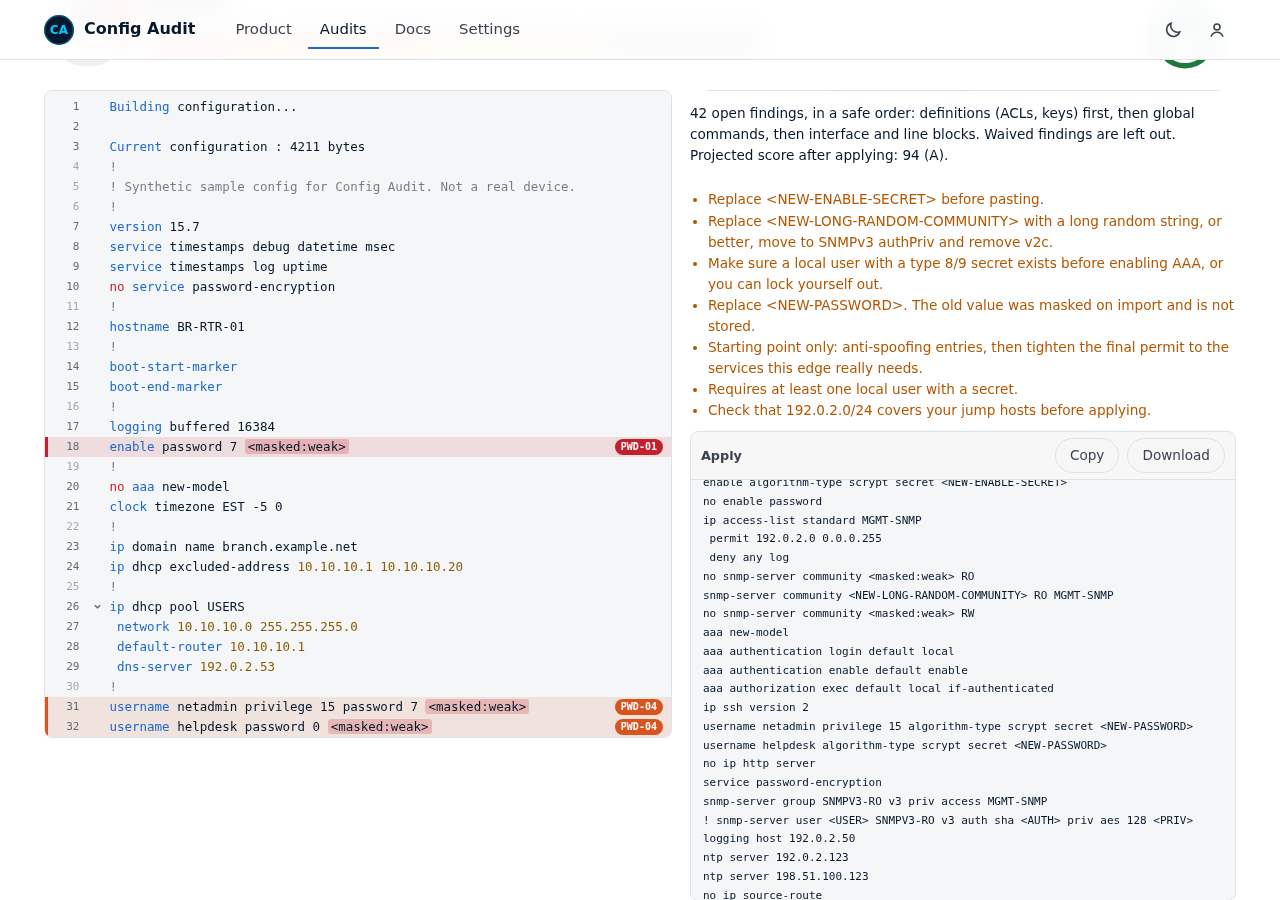 CA Config Audit Product Audits Docs Settings
1 Building configuration...
2
3 Current configuration : 4211 bytes
4 !
5 ! Synthetic sample config for Config Audit. Not a real device.
6 !
7 version 15.7
8 service timestamps debug datetime msec
9 service timestamps log uptime
10 no service password-encryption
11 !
12 hostname BR-RTR-01
13 !
14 boot-start-marker
15 boot-end-marker
16 !
17 logging buffered 16384
18 enable password 7 <masked:weak> PWD-01
19 !
20 no aaa new-model
21 clock timezone EST -5 0
22 !
23 ip domain name branch.example.net
24 ip dhcp excluded-address 10.10.10.1 10.10.10.20
25 !
26 ip dhcp pool USERS
27  network 10.10.10.0 255.255.255.0
28  default-router 10.10.10.1
29  dns-server 192.0.2.53
30 !
31 username netadmin privilege 15 password 7 <masked:weak> PWD-04
32 username helpdesk password 0 <masked:weak> PWD-04
42 open findings, in a safe order: definitions (ACLs, keys) first, then global
commands, then interface and line blocks. Waived findings are left out.
Projected score after applying: 94 (A).
• Replace <NEW-ENABLE-SECRET> before pasting.
• Replace <NEW-LONG-RANDOM-COMMUNITY> with a long random string, or
better, move to SNMPv3 authPriv and remove v2c.
• Make sure a local user with a type 8/9 secret exists before enabling AAA, or
you can lock yourself out.
• Replace <NEW-PASSWORD>. The old value was masked on import and is not
stored.
• Starting point only: anti-spoofing entries, then tighten the final permit to the
services this edge really needs.
• Requires at least one local user with a secret.
• Check that 192.0.2.0/24 covers your jump hosts before applying.
Apply Copy Download
enable algorithm-type scrypt secret <NEW-ENABLE-SECRET>
no enable password
ip access-list standard MGMT-SNMP
 permit 192.0.2.0 0.0.0.255
 deny any log
no snmp-server community <masked:weak> RO
snmp-server community <NEW-LONG-RANDOM-COMMUNITY> RO MGMT-SNMP
no snmp-server community <masked:weak> RW
aaa new-model
aaa authentication login default local
aaa authentication enable default enable
aaa authorization exec default local if-authenticated
ip ssh version 2
username netadmin privilege 15 algorithm-type scrypt secret <NEW-PASSWORD>
username helpdesk algorithm-type scrypt secret <NEW-PASSWORD>
no ip http server
service password-encryption
snmp-server group SNMPV3-RO v3 priv access MGMT-SNMP
! snmp-server user <USER> SNMPV3-RO v3 auth sha <AUTH> priv aes 128 <PRIV>
logging host 192.0.2.50
ntp server 192.0.2.123
ntp server 198.51.100.123
no ip source-route